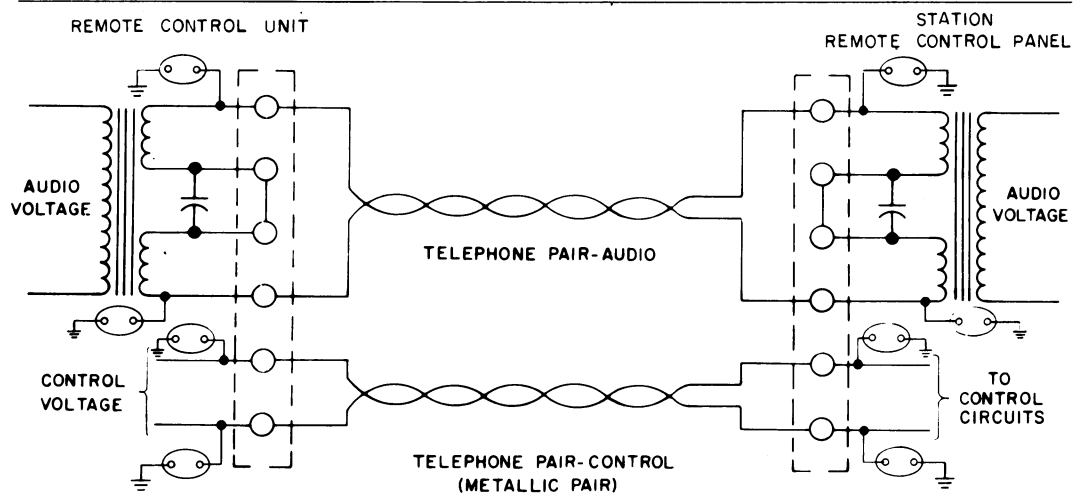 REMOTE CONTROL UNIT
STATION
REMOTE CONTROL PANEL
AUDIO
VOLTAGE
AUDIO
VOLTAGE
TELEPHONE PAIR-AUDIO
CONTROL
VOLTAGE
TO
CONTROL
CIRCUITS
TELEPHONE PAIR-CONTROL
(METALLIC PAIR)